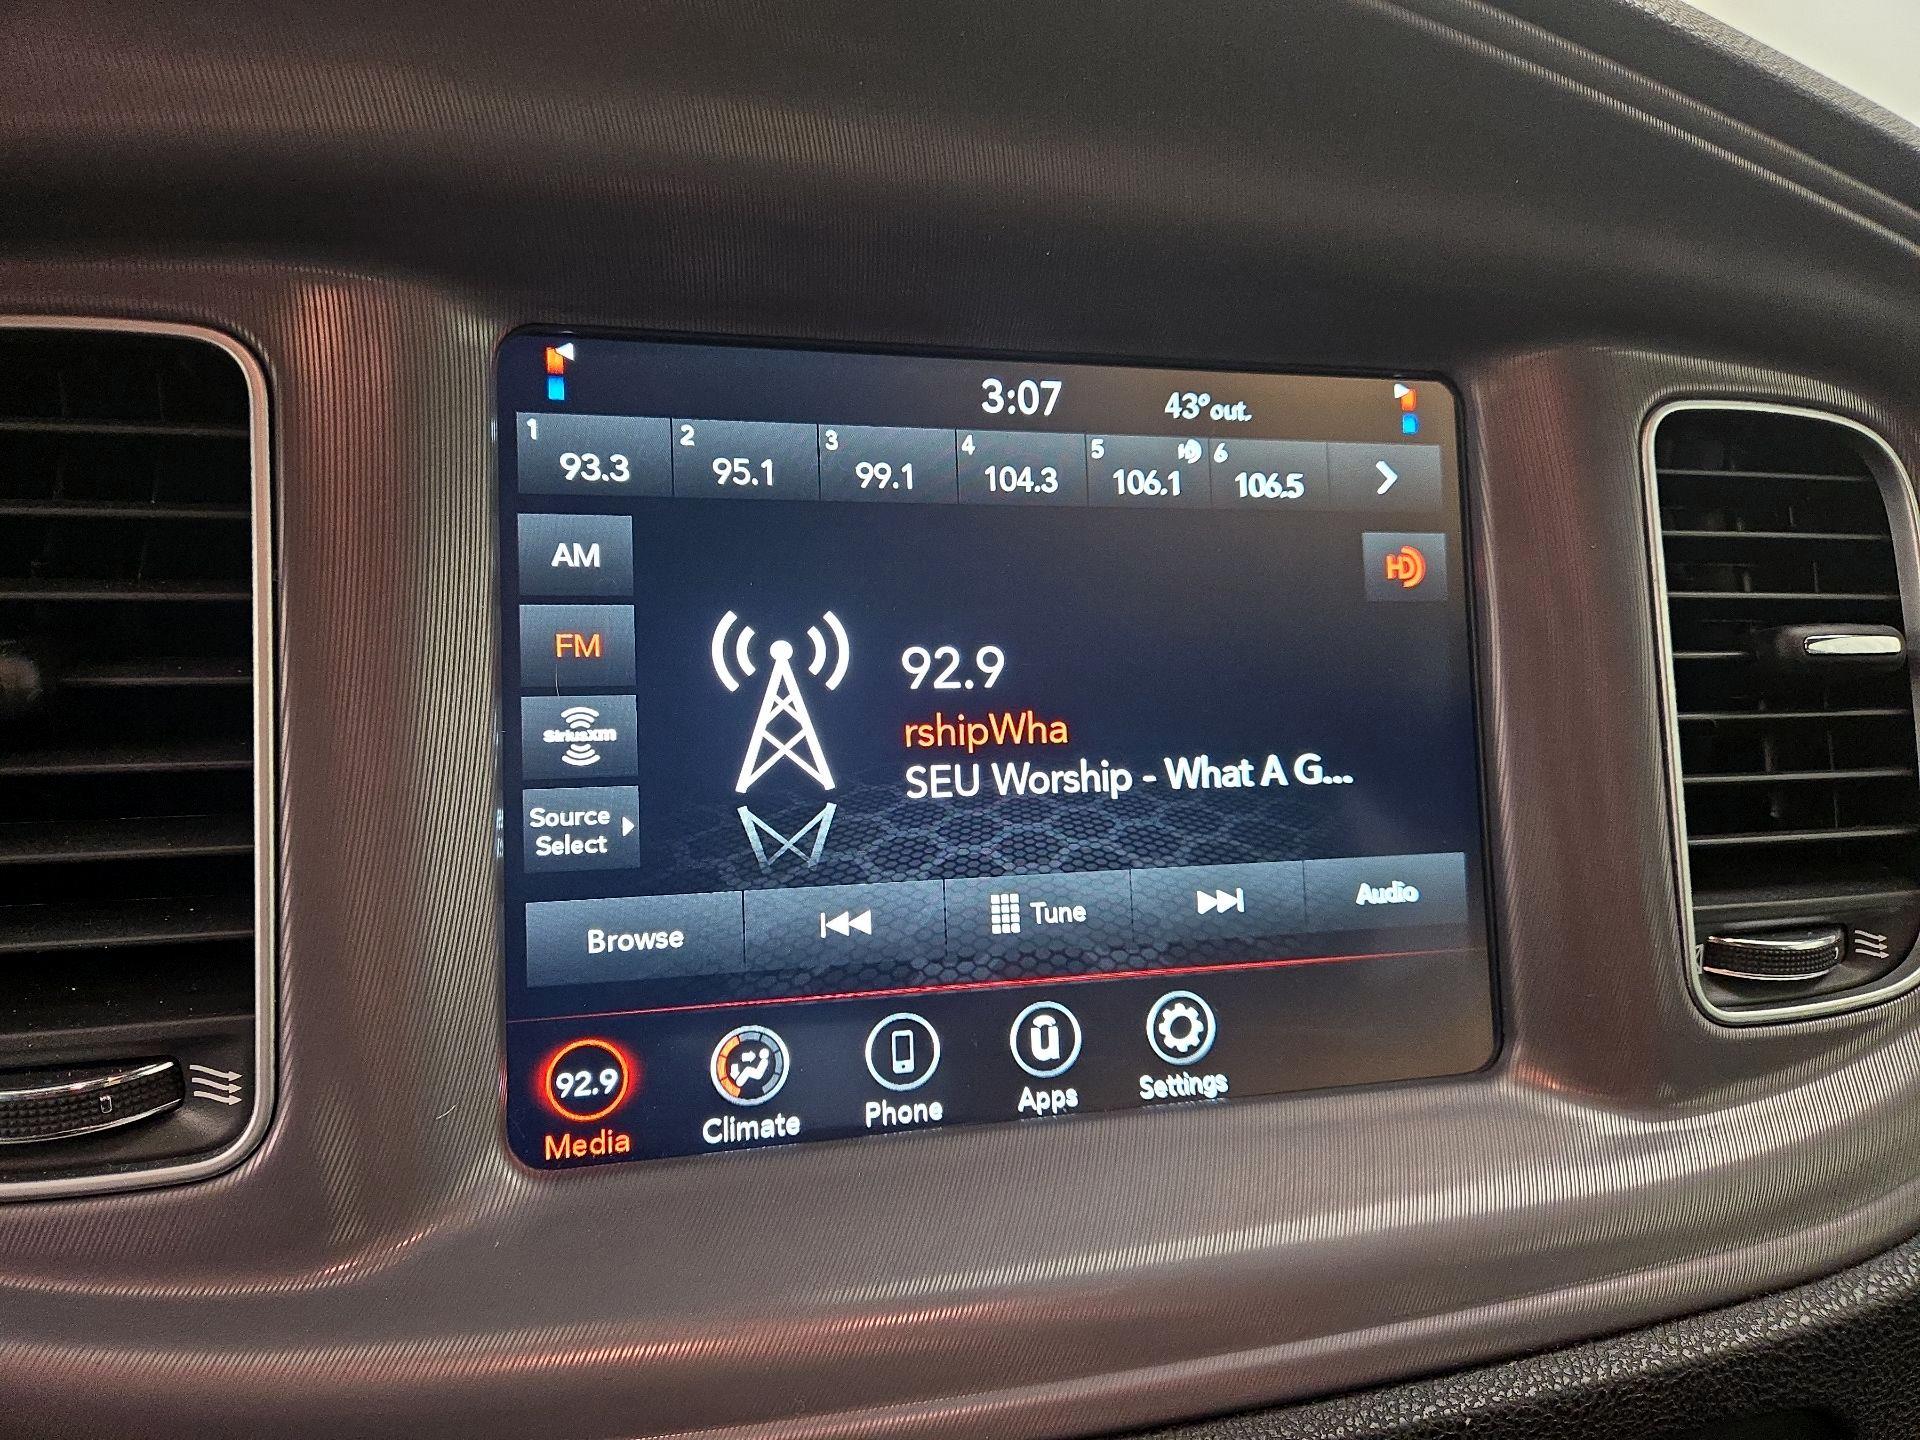 3:07 43° out.
1 93.3 2 95.1 3 99.1 4 104.3 5 106.1 HD 6 106.5
AM
HD
FM
92.9
rshipWha
SiriusXM
SEU Worship - What A G...
Source
Select
Browse Tune Audio
92.9
Media Climate Phone Apps Settings